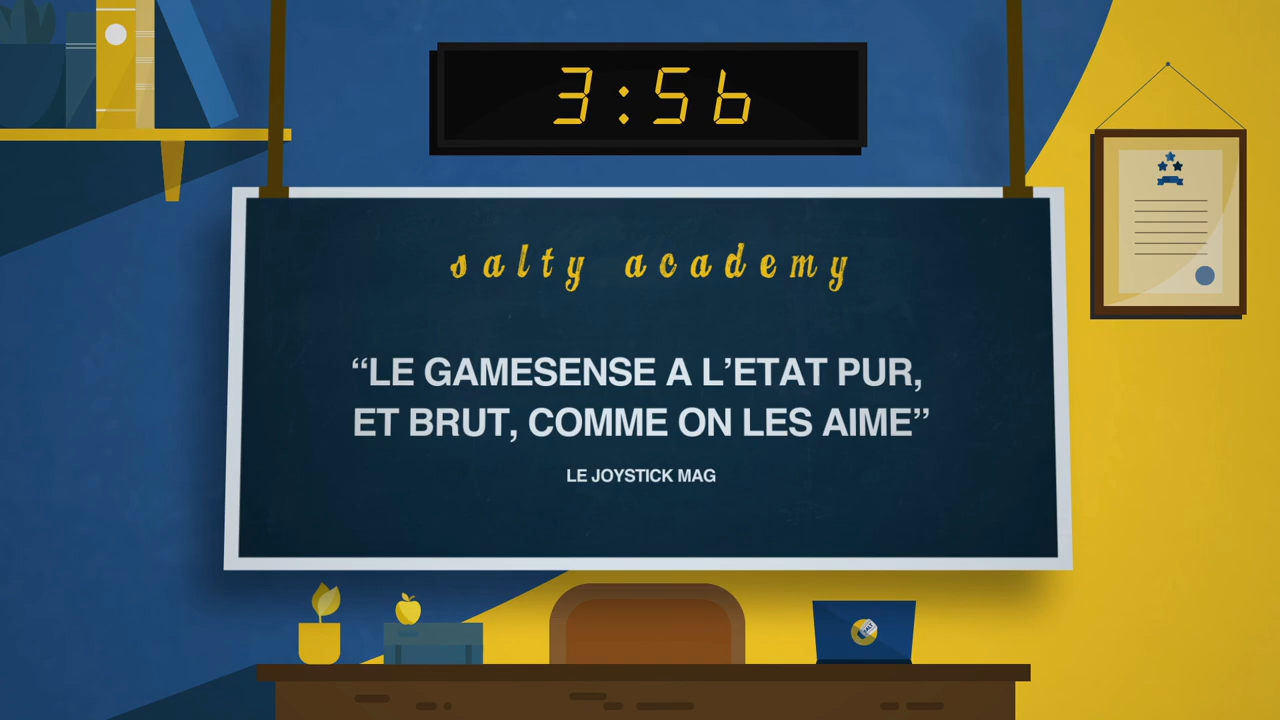 3:56
salty academy
“LE GAMESENSE A L’ETAT PUR,
ET BRUT, COMME ON LES AIME”
LE JOYSTICK MAG